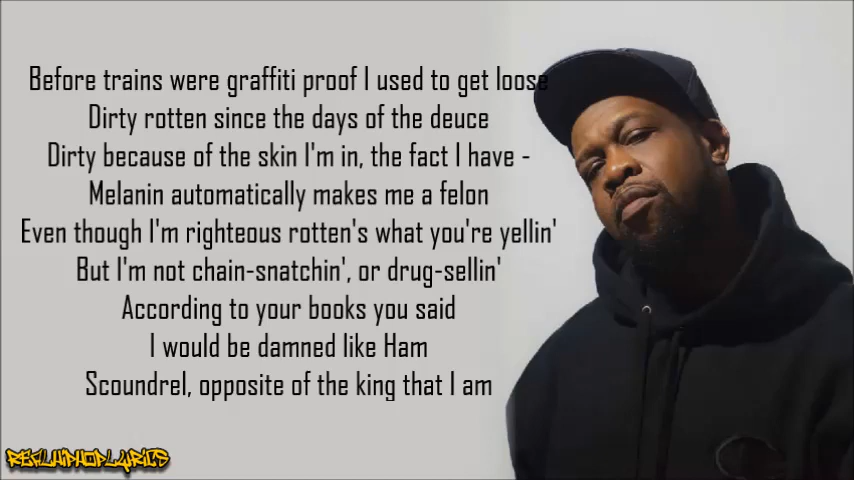 Before trains were graffiti proof I used to get loose
Dirty rotten since the days of the deuce
Dirty because of the skin I'm in, the fact I have -
Melanin automatically makes me a felon
Even though I'm righteous rotten's what you're yellin'
But I'm not chain-snatchin', or drug-sellin'
According to your books you said
I would be damned like Ham
Scoundrel, opposite of the king that I am
REALHIPHOPLYRICS